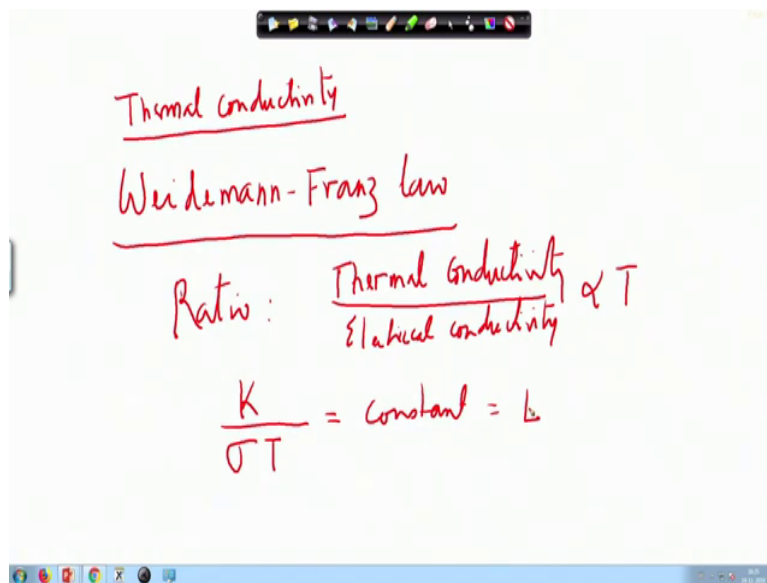 Thermal conductivity
Weidemann-Franz law
Ratio: Thermal conductivity
Electrical conductivity ∝ T
K
σT = constant = L